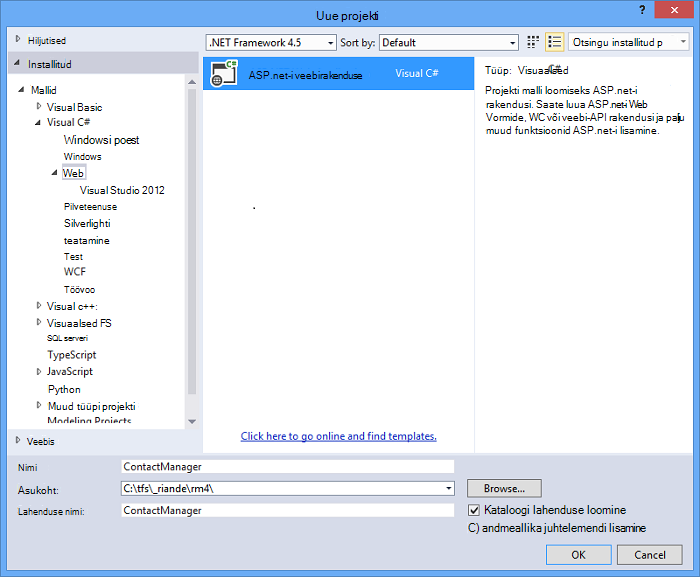 Uue projekti
?
Hiljutised
.NET Framework 4.5
Sort by:
Default
Otsingu installitud p
Installitud
Mallid
Visual Basic
Visual C#
Windowsi poest
Windows
Web
Visual Studio 2012
Pilveteenuse
Silverlighti
teatamine
Test
WCF
Töövoo
Visual c++:
Visuaalsed FS
SQL serveri
TypeScript
JavaScript
Python
Muud tüüpi projekti
Modeling Projects
Veebis
ASP.net-i veebirakenduse
Visual C#
Click here to go online and find templates.
Tüüp: Visuaalsed C#
Projekti malli loomiseks ASP.net-i
rakendusi. Saate luua ASP.net-i Web
Vormide, WC või veebi-API rakendusi ja palju
muud funktsioonid ASP.net-i lisamine.
Nimi
ContactManager
Asukoht:
C:\tfs\_riande\rm4\
Browse...
Lahenduse nimi:
ContactManager
Kataloogi lahenduse loomine
C) andmeallika juhtelemendi lisamine
OK
Cancel